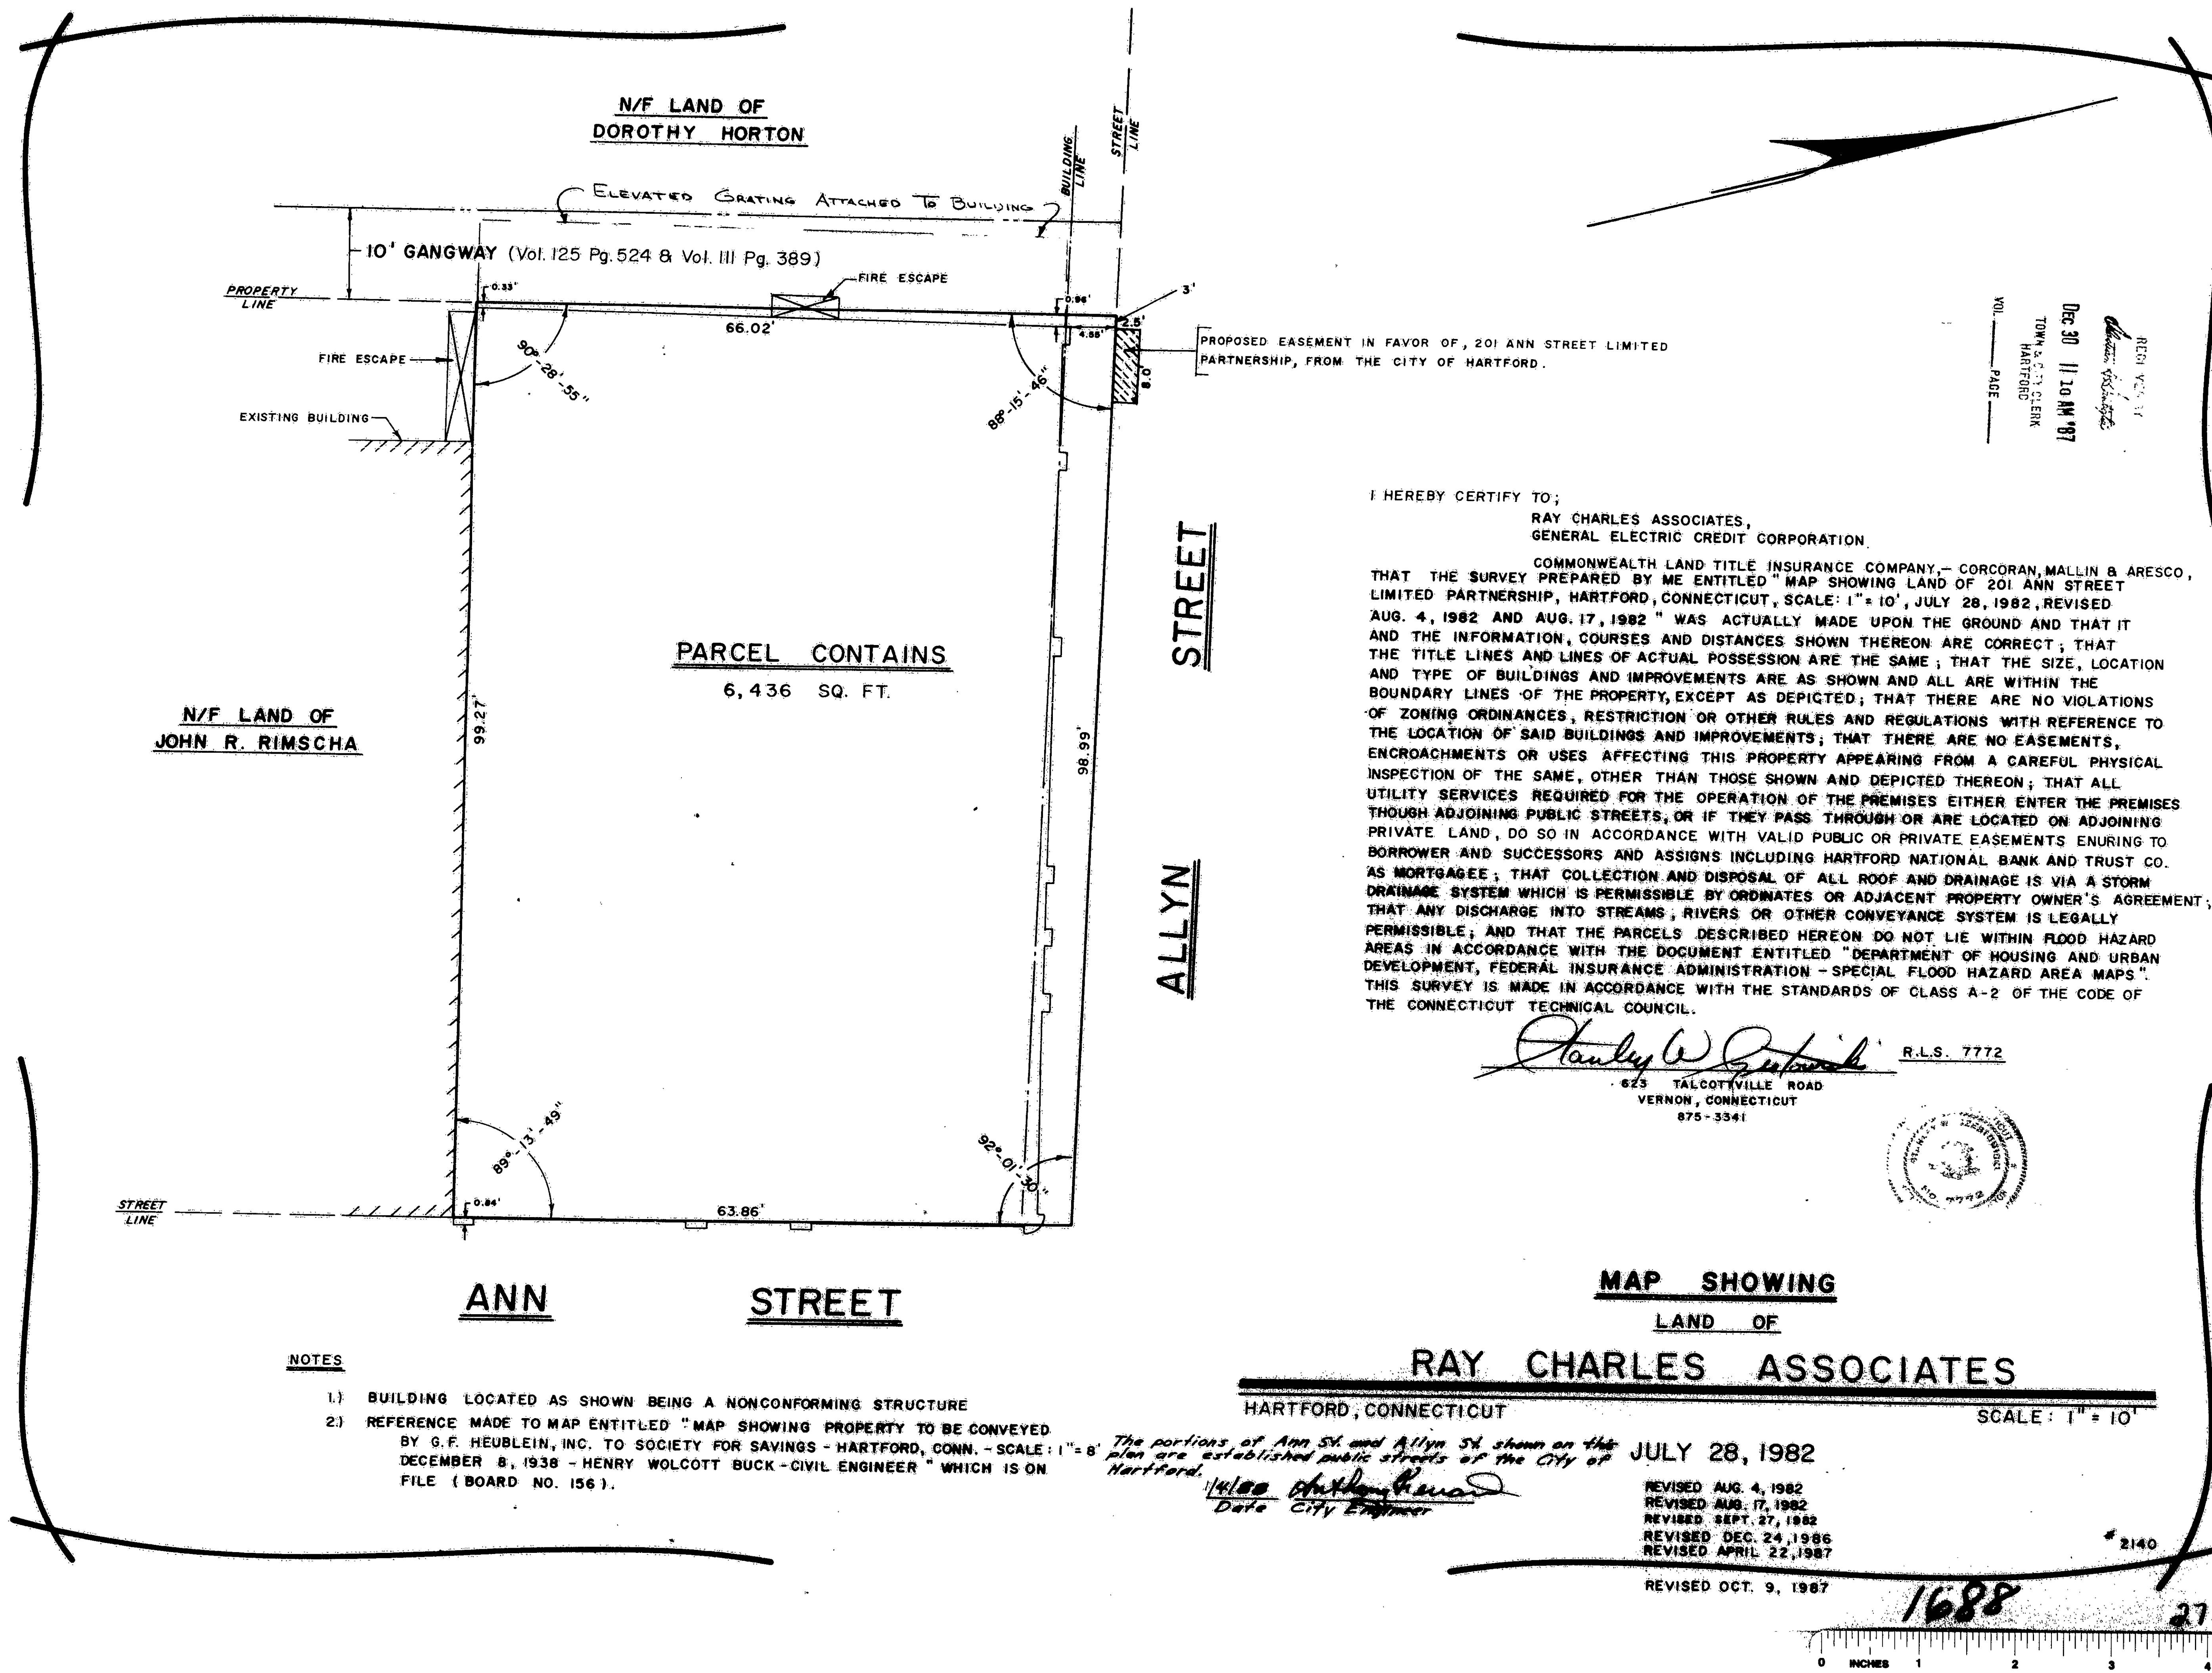 N/F LAND OF
DOROTHY HORTON
BUILDING
LINE
STREET
LINE
ELEVATED GRATING ATTACHED TO BUILDING
10' GANGWAY (Vol. 125 Pg. 524 & Vol. 111 Pg. 389)
FIRE ESCAPE
PROPERTY
LINE
0.33'
66.02'
0.96'
4.55'
2.5'
3'
8.0'
PROPOSED EASEMENT IN FAVOR OF, 201 ANN STREET LIMITED
PARTNERSHIP, FROM THE CITY OF HARTFORD.
FIRE ESCAPE
EXISTING BUILDING
90°-28'-55"
88°-15'-46"
VOL. PAGE
TOWN & CITY CLERK
HARTFORD
DEC 30 11 10 AM '87
PARCEL CONTAINS
6,436 SQ. FT.
N/F LAND OF
JOHN R. RIMSCHA
99.27'
98.99'
ALLYN STREET
89°-13'-49"
92°-01'-30"
STREET
LINE
0.84'
63.86'
ANN STREET
I HEREBY CERTIFY TO;
RAY CHARLES ASSOCIATES,
GENERAL ELECTRIC CREDIT CORPORATION
COMMONWEALTH LAND TITLE INSURANCE COMPANY,- CORCORAN, MALLIN & ARESCO,
THAT THE SURVEY PREPARED BY ME ENTITLED "MAP SHOWING LAND OF 201 ANN STREET
LIMITED PARTNERSHIP, HARTFORD, CONNECTICUT, SCALE: 1"= 10', JULY 28, 1982, REVISED
AUG. 4, 1982 AND AUG. 17, 1982" WAS ACTUALLY MADE UPON THE GROUND AND THAT IT
AND THE INFORMATION, COURSES AND DISTANCES SHOWN THEREON ARE CORRECT; THAT
THE TITLE LINES AND LINES OF ACTUAL POSSESSION ARE THE SAME; THAT THE SIZE, LOCATION
AND TYPE OF BUILDINGS AND IMPROVEMENTS ARE AS SHOWN AND ALL ARE WITHIN THE
BOUNDARY LINES OF THE PROPERTY, EXCEPT AS DEPICTED; THAT THERE ARE NO VIOLATIONS
OF ZONING ORDINANCES, RESTRICTION OR OTHER RULES AND REGULATIONS WITH REFERENCE TO
THE LOCATION OF SAID BUILDINGS AND IMPROVEMENTS; THAT THERE ARE NO EASEMENTS,
ENCROACHMENTS OR USES AFFECTING THIS PROPERTY APPEARING FROM A CAREFUL PHYSICAL
INSPECTION OF THE SAME, OTHER THAN THOSE SHOWN AND DEPICTED THEREON; THAT ALL
UTILITY SERVICES REQUIRED FOR THE OPERATION OF THE PREMISES EITHER ENTER THE PREMISES
THOUGH ADJOINING PUBLIC STREETS, OR IF THEY PASS THROUGH OR ARE LOCATED ON ADJOINING
PRIVATE LAND, DO SO IN ACCORDANCE WITH VALID PUBLIC OR PRIVATE EASEMENTS ENURING TO
BORROWER AND SUCCESSORS AND ASSIGNS INCLUDING HARTFORD NATIONAL BANK AND TRUST CO.
AS MORTGAGEE; THAT COLLECTION AND DISPOSAL OF ALL ROOF AND DRAINAGE IS VIA A STORM
DRAINAGE SYSTEM WHICH IS PERMISSIBLE BY ORDINATES OR ADJACENT PROPERTY OWNER'S AGREEMENT;
THAT ANY DISCHARGE INTO STREAMS, RIVERS OR OTHER CONVEYANCE SYSTEM IS LEGALLY
PERMISSIBLE; AND THAT THE PARCELS DESCRIBED HEREON DO NOT LIE WITHIN FLOOD HAZARD
AREAS IN ACCORDANCE WITH THE DOCUMENT ENTITLED "DEPARTMENT OF HOUSING AND URBAN
DEVELOPMENT, FEDERAL INSURANCE ADMINISTRATION - SPECIAL FLOOD HAZARD AREA MAPS".
THIS SURVEY IS MADE IN ACCORDANCE WITH THE STANDARDS OF CLASS A-2 OF THE CODE OF
THE CONNECTICUT TECHNICAL COUNCIL.
Stanley W
R.L.S. 7772
623 TALCOTTVILLE ROAD
VERNON, CONNECTICUT
875-3341
NO. 7772
MAP SHOWING
LAND OF
RAY CHARLES ASSOCIATES
HARTFORD, CONNECTICUT
SCALE: 1" = 10'
JULY 28, 1982
REVISED AUG. 4, 1982
REVISED AUG. 17, 1982
REVISED SEPT. 27, 1982
REVISED DEC. 24, 1986
REVISED APRIL 22, 1987
REVISED OCT. 9, 1987
NOTES
1.) BUILDING LOCATED AS SHOWN BEING A NONCONFORMING STRUCTURE
2.) REFERENCE MADE TO MAP ENTITLED "MAP SHOWING PROPERTY TO BE CONVEYED
BY G.F. HEUBLEIN, INC. TO SOCIETY FOR SAVINGS - HARTFORD, CONN. - SCALE: 1"= 8'
DECEMBER 8, 1938 - HENRY WOLCOTT BUCK - CIVIL ENGINEER" WHICH IS ON
FILE (BOARD NO. 156).
The portions of Ann St. and Allyn St. shown on this
plan are established public streets of the City of
Hartford.
1/4/88
Date City Engineer
# 2140
1688
27
0 INCHES 1 2 3 4